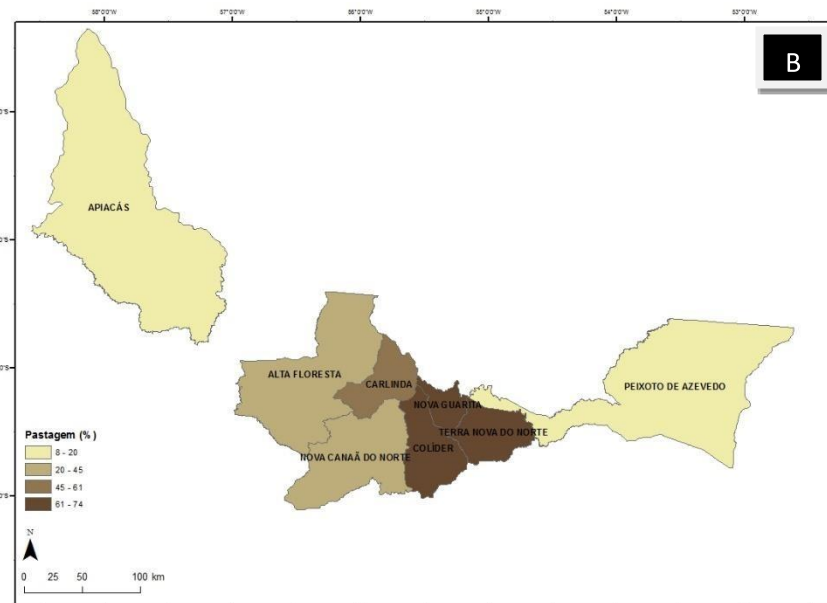 58°0'0"W 57°0'0"W 56°0'0"W 55°0'0"W 54°0'0"W 53°0'0"W
B
APIACÁS
ALTA FLORESTA
CARLINDA
PEIXOTO DE AZEVEDO
NOVA GUARITA
TERRA NOVA DO NORTE
COLÍDER
NOVA CANAÃ DO NORTE
Pastagem (%)
8 - 20
20 - 45
45 - 61
61 - 74
N
0 25 50 100 km